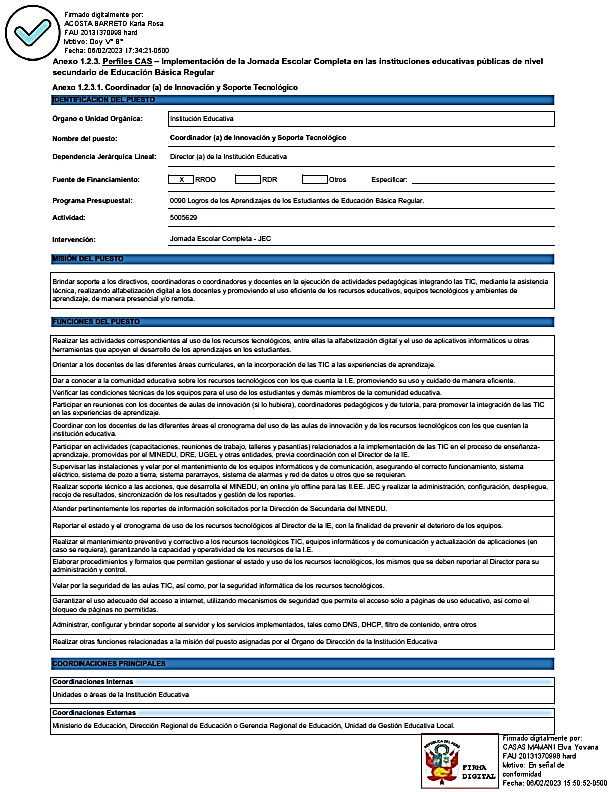 Firmado digitalmente por:
ACOSTA BARRETO Karla Rosa
FAU 20131370998 hard
Motivo: Doy V° B°
Fecha: 06/02/2023 17:34:21-0500
Anexo 1.2.3. Perfiles CAS – Implementación de la Jornada Escolar Completa en las instituciones educativas públicas de nivel
secundario de Educación Básica Regular
Anexo 1.2.3.1. Coordinador (a) de Innovación y Soporte Tecnológico
IDENTIFICACIÓN DEL PUESTO
Órgano o Unidad Orgánica: Institución Educativa
Nombre del puesto: Coordinador (a) de Innovación y Soporte Tecnológico
Dependencia Jerárquica Lineal: Director (a) de la Institución Educativa
Fuente de Financiamiento: X RROO RDR Otros Especificar:
Programa Presupuestal: 0090 Logros de los Aprendizajes de los Estudiantes de Educación Básica Regular.
Actividad: 5005629
Intervención: Jornada Escolar Completa - JEC
MISIÓN DEL PUESTO
Brindar soporte a los directivos, coordinadoras o coordinadores y docentes en la ejecución de actividades pedagógicas integrando las TIC, mediante la asistencia
técnica, realizando alfabetización digital a los docentes y promoviendo el uso eficiente de los recursos educativos, equipos tecnológicos y ambientes de
aprendizaje, de manera presencial y/o remota.
FUNCIONES DEL PUESTO
Realizar las actividades correspondientes al uso de los recursos tecnológicos, entre ellas la alfabetización digital y el uso de aplicativos informáticos u otras
herramientas que apoyen el desarrollo de los aprendizajes en los estudiantes.
Orientar a los docentes de las diferentes áreas curriculares, en la incorporación de las TIC a las experiencias de aprendizaje.
Dar a conocer a la comunidad educativa sobre los recursos tecnológicos con los que cuenta la I.E, promoviendo su uso y cuidado de manera eficiente.
Verificar las condiciones técnicas de los equipos para el uso de los estudiantes y demás miembros de la comunidad educativa.
Participar en reuniones con los docentes de aulas de innovación (si lo hubiera), coordinadores pedagógicos y de tutoría, para promover la integración de las TIC
en las experiencias de aprendizaje.
Coordinar con los docentes de las diferentes áreas el cronograma del uso de las aulas de innovación y de los recursos tecnológicos con los que cuenten la
institución educativa.
Participar en actividades (capacitaciones, reuniones de trabajo, talleres y pasantías) relacionados a la implementación de las TIC en el proceso de enseñanza-
aprendizaje, promovidas por el MINEDU, DRE, UGEL y otras entidades, previa coordinación con el Director de la IE.
Supervisar las instalaciones y velar por el mantenimiento de los equipos informáticos y de comunicación, asegurando el correcto funcionamiento, sistema
eléctrico, sistema de pozo a tierra, sistema pararrayos, sistema de alarmas y red de datos u otros que se requieran.
Realizar soporte técnico a las acciones, que desarrolla el MINEDU, en online y/o offline para las II.EE. JEC y realizar la administración, configuración, despliegue,
recojo de resultados, sincronización de los resultados y gestión de los reportes.
Atender pertinentemente los reportes de información solicitados por la Dirección de Secundaria del MINEDU.
Reportar el estado y el cronograma de uso de los recursos tecnológicos al Director de la IE, con la finalidad de prevenir el deterioro de los equipos.
Realizar el mantenimiento preventivo y correctivo a los recursos tecnológicos TIC, equipos informáticos y de comunicación y actualización de aplicaciones (en
caso se requiera), garantizando la capacidad y operatividad de los recursos de la I.E.
Elaborar procedimientos y formatos que permitan gestionar el estado y uso de los recursos tecnológicos, los mismos que se deben reportar al Director para su
administración y control.
Velar por la seguridad de las aulas TIC, así como, por la seguridad informática de los recursos tecnológicos.
Garantizar el uso adecuado del acceso a internet, utilizando mecanismos de seguridad que permita el acceso sólo a páginas de uso educativo, así como el
bloqueo de páginas no permitidas.
Administrar, configurar y brindar soporte al servidor y los servicios implementados, tales como DNS, DHCP, filtro de contenido, entre otros
Realizar otras funciones relacionadas a la misión del puesto asignadas por el Órgano de Dirección de la Institución Educativa
COORDINACIONES PRINCIPALES
Coordinaciones Internas
Unidades o áreas de la Institución Educativa
Coordinaciones Externas
Ministerio de Educación, Dirección Regional de Educación o Gerencia Regional de Educación, Unidad de Gestión Educativa Local.
REPÚBLICA DEL PERÚ
FIRMA
DIGITAL
Firmado digitalmente por:
CASAS MAMANI Elva Yovana
FAU 20131370998 hard
Motivo: En señal de
conformidad
Fecha: 06/02/2023 15:50:52-0500